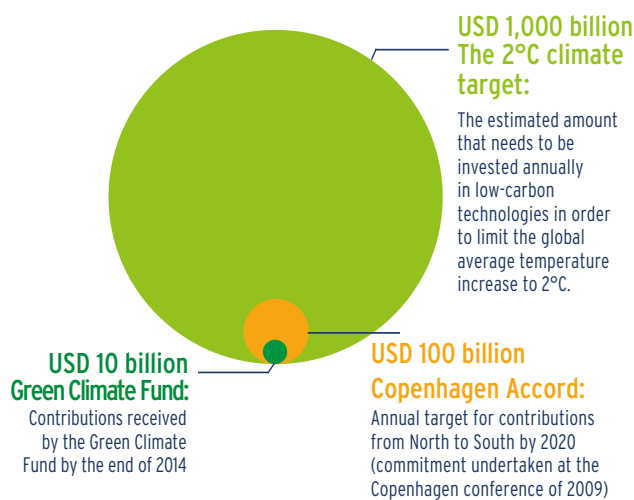 USD 1,000 billion
The 2°C climate
target:
The estimated amount
that needs to be
invested annually
in low-carbon
technologies in order
to limit the global
average temperature
increase to 2°C.
USD 10 billion
Green Climate Fund:
Contributions received
by the Green Climate
Fund by the end of 2014
USD 100 billion
Copenhagen Accord:
Annual target for contributions
from North to South by 2020
(commitment undertaken at the
Copenhagen conference of 2009)